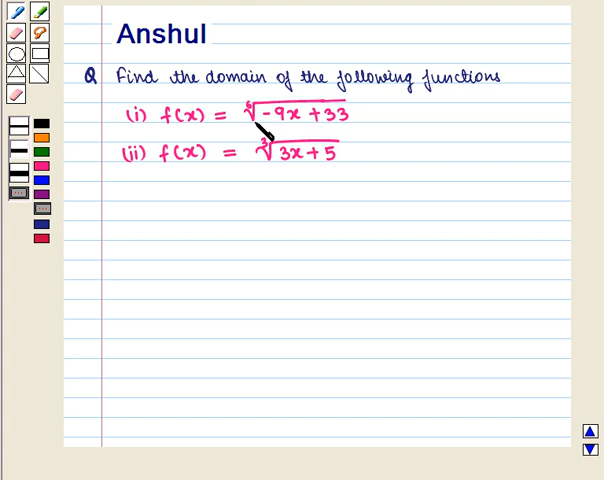 Anshul
Q Find the domain of the following functions
(i) f(x) = ⁶√(-9x + 33)
(ii) f(x) = ³√(3x + 5)